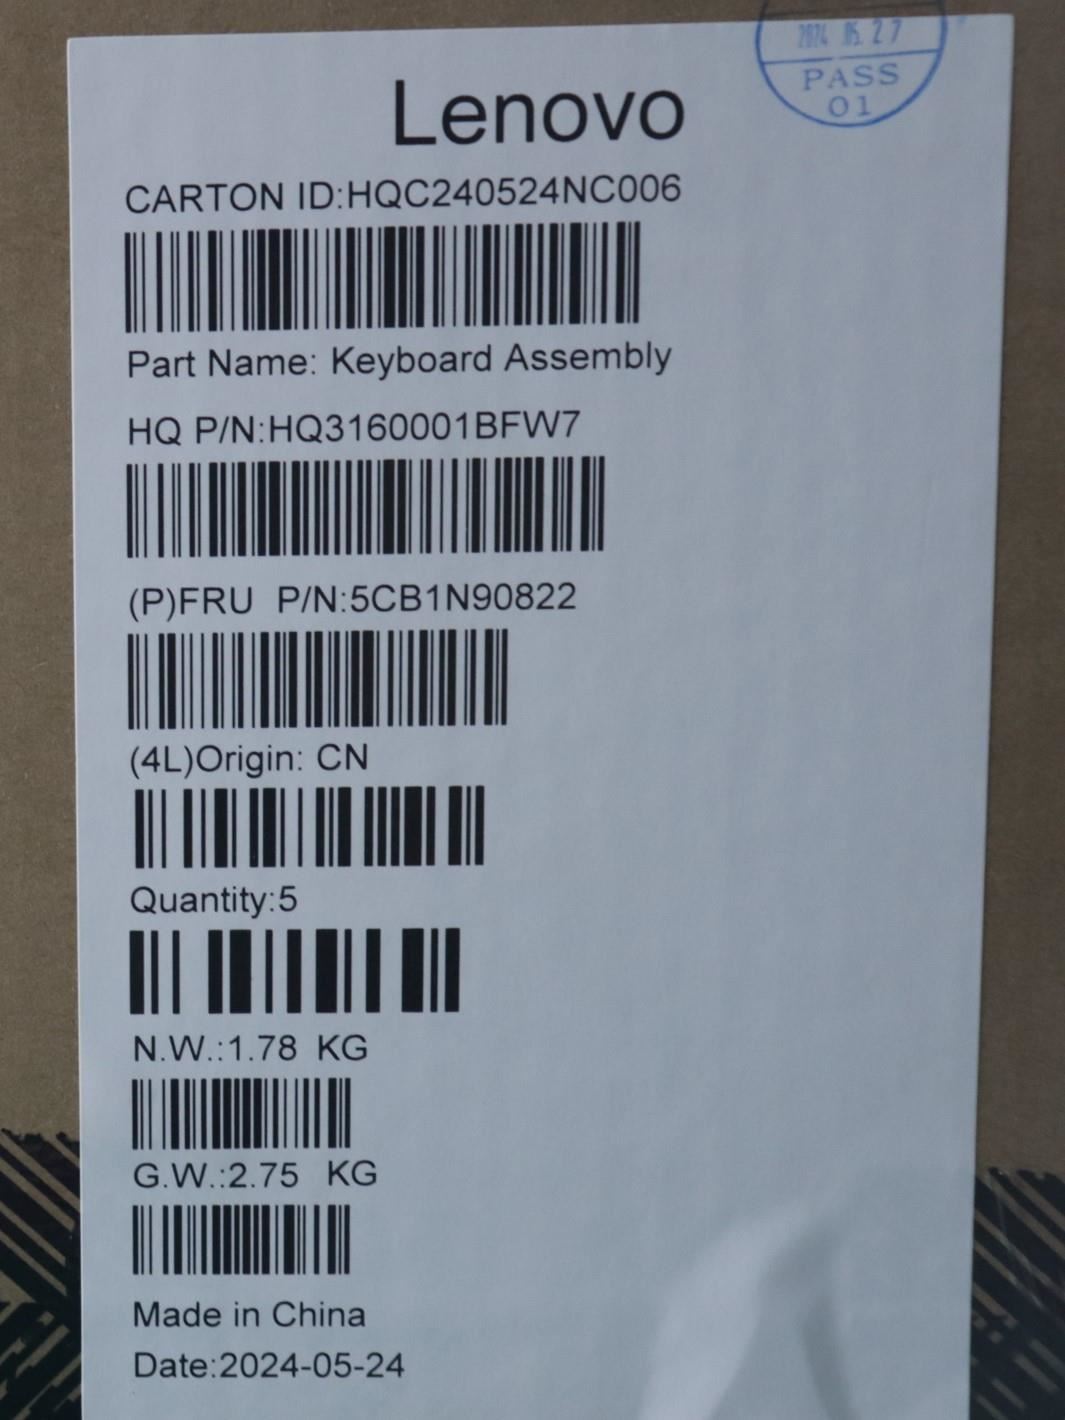 2024 05 27
PASS
01
Lenovo
CARTON ID:HQC240524NC006
Part Name: Keyboard Assembly
HQ P/N:HQ3160001BFW7
(P)FRU P/N:5CB1N90822
(4L)Origin: CN
Quantity:5
N.W.:1.78 KG
G.W.:2.75 KG
Made in China
Date:2024-05-24